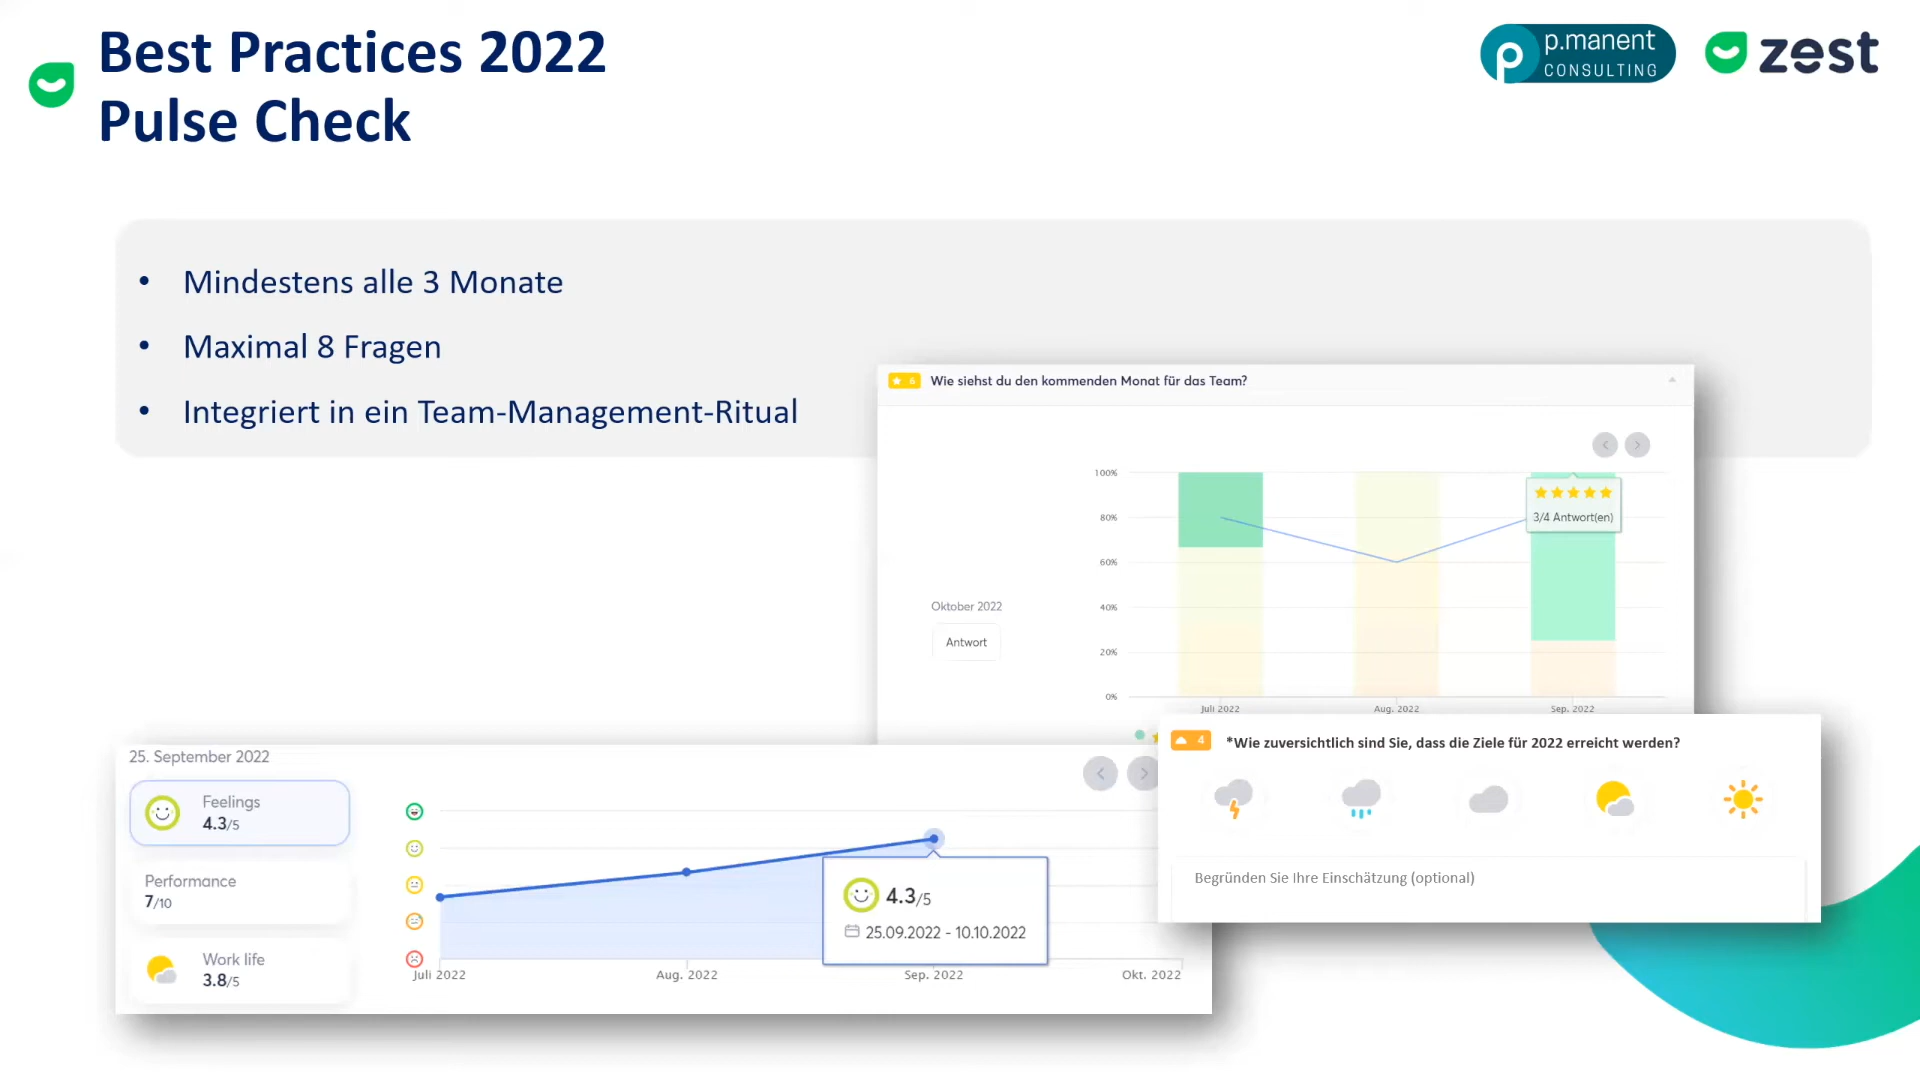 Best Practices 2022
Pulse Check
p.manent
CONSULTING
zest
• Mindestens alle 3 Monate
• Maximal 8 Fragen
• Integriert in ein Team-Management-Ritual
6 Wie siehst du den kommenden Monat für das Team?
100%
80%
60%
40%
20%
0%
3/4 Antwort(en)
Oktober 2022
Antwort
Juli 2022 Aug. 2022 Sep. 2022
4 *Wie zuversichtlich sind Sie, dass die Ziele für 2022 erreicht werden?
Begründen Sie Ihre Einschätzung (optional)
25. September 2022
Feelings
4.3/5
Performance
7/10
Work life
3.8/5
4.3/5
25.09.2022 - 10.10.2022
Juli 2022 Aug. 2022 Sep. 2022 Okt. 2022